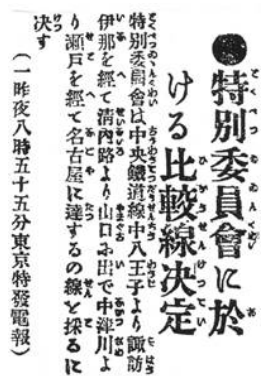 ●特別委員會に於
ける比較線决定
特別委員會は中央鐵道線中八王子より諏訪
伊那を經て淸內路より山口に出で中津川よ
り瀬戸を經て名古屋に達するの線を採るに
决す
（一昨夜八時五十五分東京特發電報）